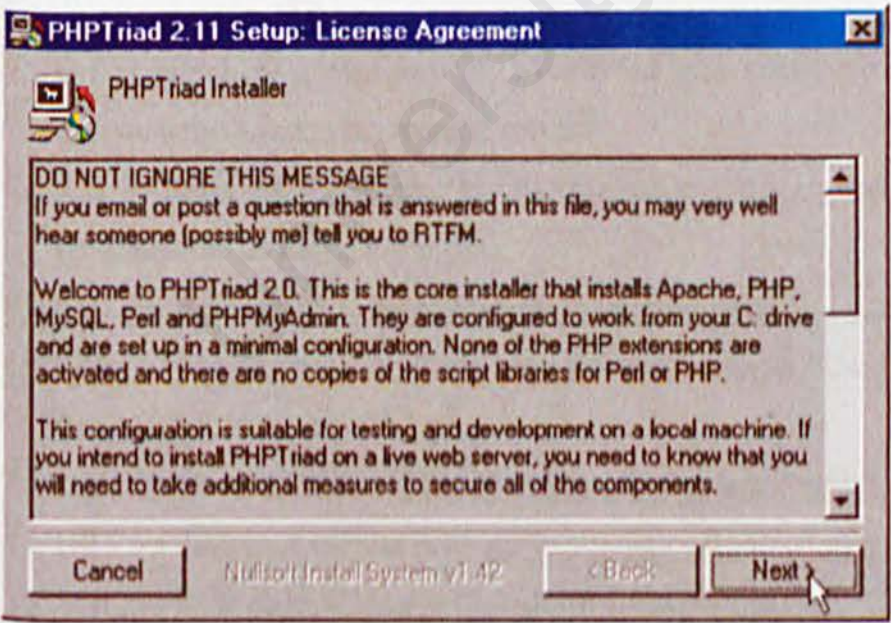 PHPTriad 2.11 Setup: License Agreement
PHPTriad Installer
DO NOT IGNORE THIS MESSAGE
If you email or post a question that is answered in this file, you may very well
hear someone (possibly me) tell you to RTFM.
Welcome to PHPTriad 2.0. This is the core installer that installs Apache, PHP,
MySQL, Perl and PHPMyAdmin. They are configured to work from your C: drive
and are set up in a minimal configuration. None of the PHP extensions are
activated and there are no copies of the script libraries for Perl or PHP.
This configuration is suitable for testing and development on a local machine. If
you intend to install PHPTriad on a live web server, you need to know that you
will need to take additional measures to secure all of the components.
Cancel
Nullsoft Install System v1.42
< Back
Next >